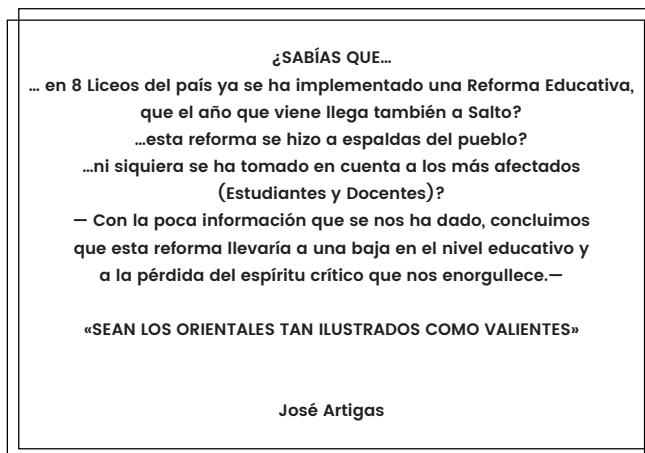 ¿SABÍAS QUE...
... en 8 Liceos del país ya se ha implementado una Reforma Educativa,
que el año que viene llega también a Salto?
...esta reforma se hizo a espaldas del pueblo?
...ni siquiera se ha tomado en cuenta a los más afectados
(Estudiantes y Docentes)?
— Con la poca información que se nos ha dado, concluimos
que esta reforma llevaría a una baja en el nivel educativo y
a la pérdida del espíritu crítico que nos enorgullece.—
«SEAN LOS ORIENTALES TAN ILUSTRADOS COMO VALIENTES»
José Artigas